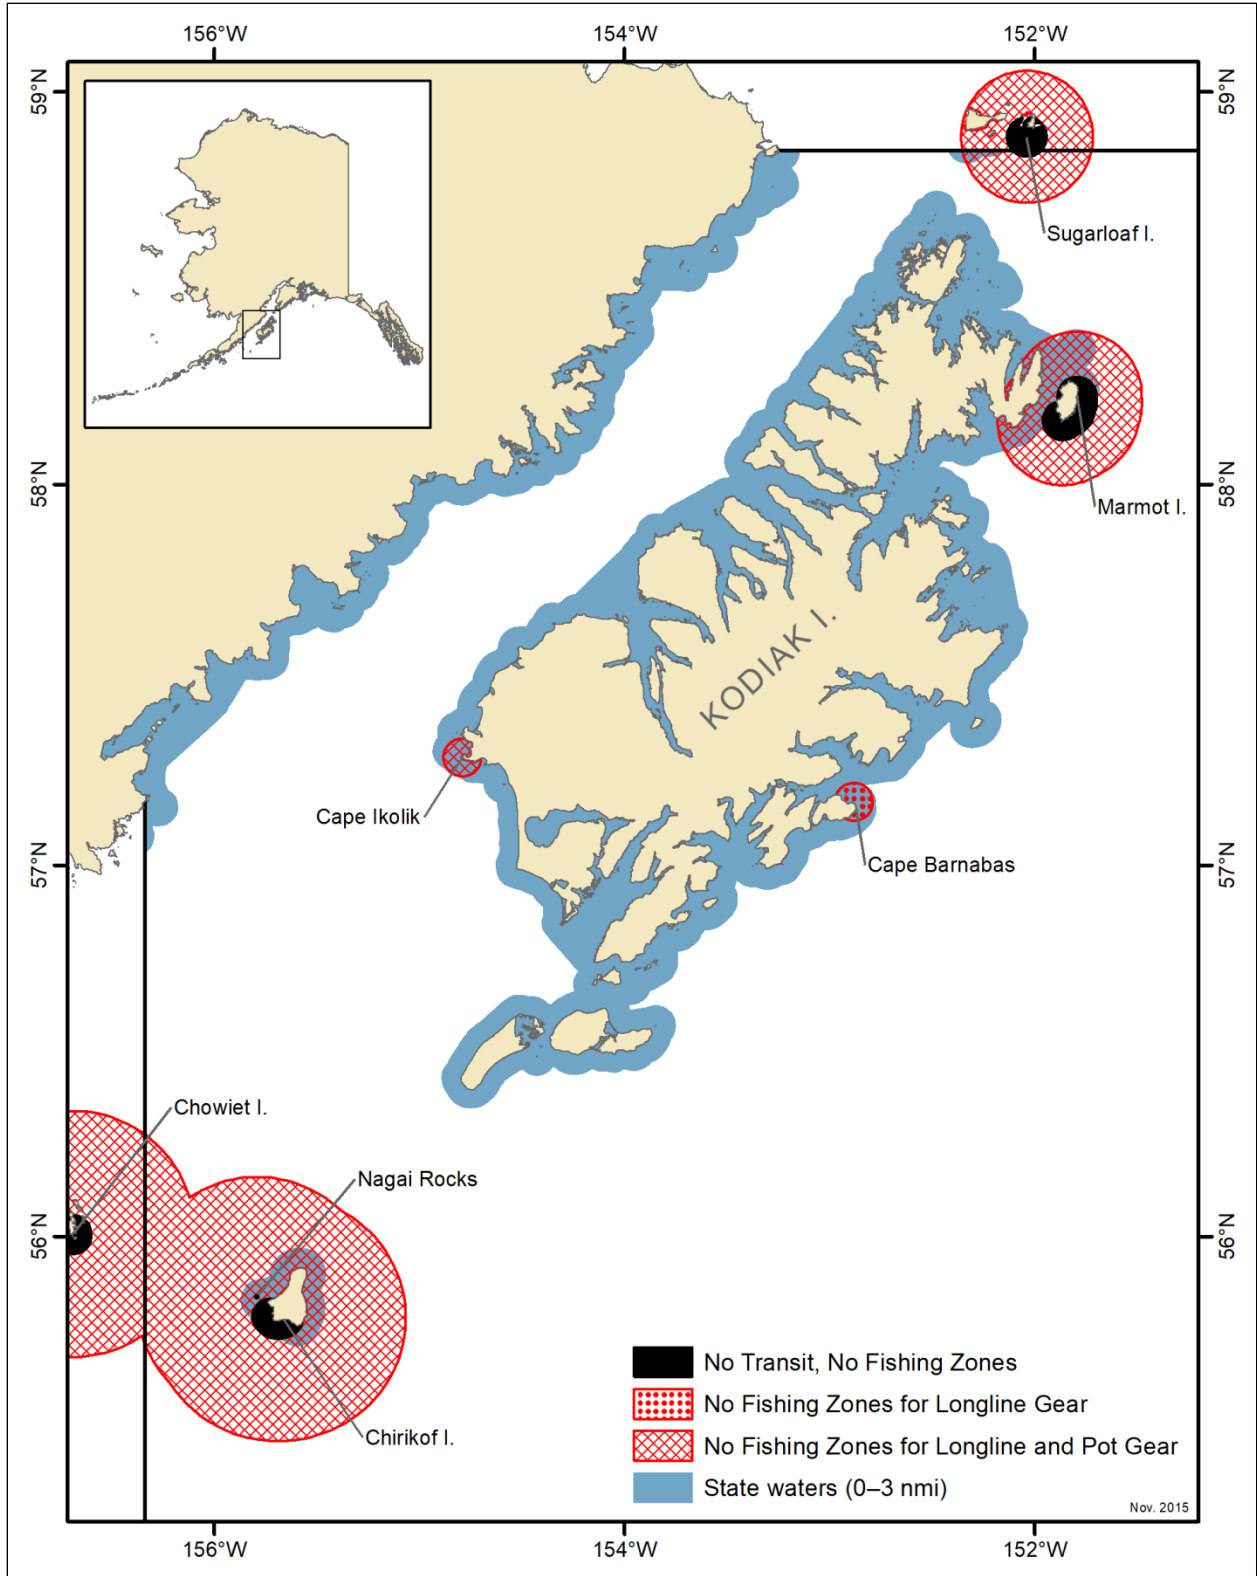 156°W
154°W
152°W
59°N
59°N
Sugarloaf I.
58°N
58°N
Marmot I.
KODIAK I.
Cape Ikolik
57°N
Cape Barnabas
57°N
Chowiet I.
Nagai Rocks
56°N
56°N
Chirikof I.
No Transit, No Fishing Zones
No Fishing Zones for Longline Gear
No Fishing Zones for Longline and Pot Gear
State waters (0–3 nmi)
Nov. 2015
156°W
154°W
152°W